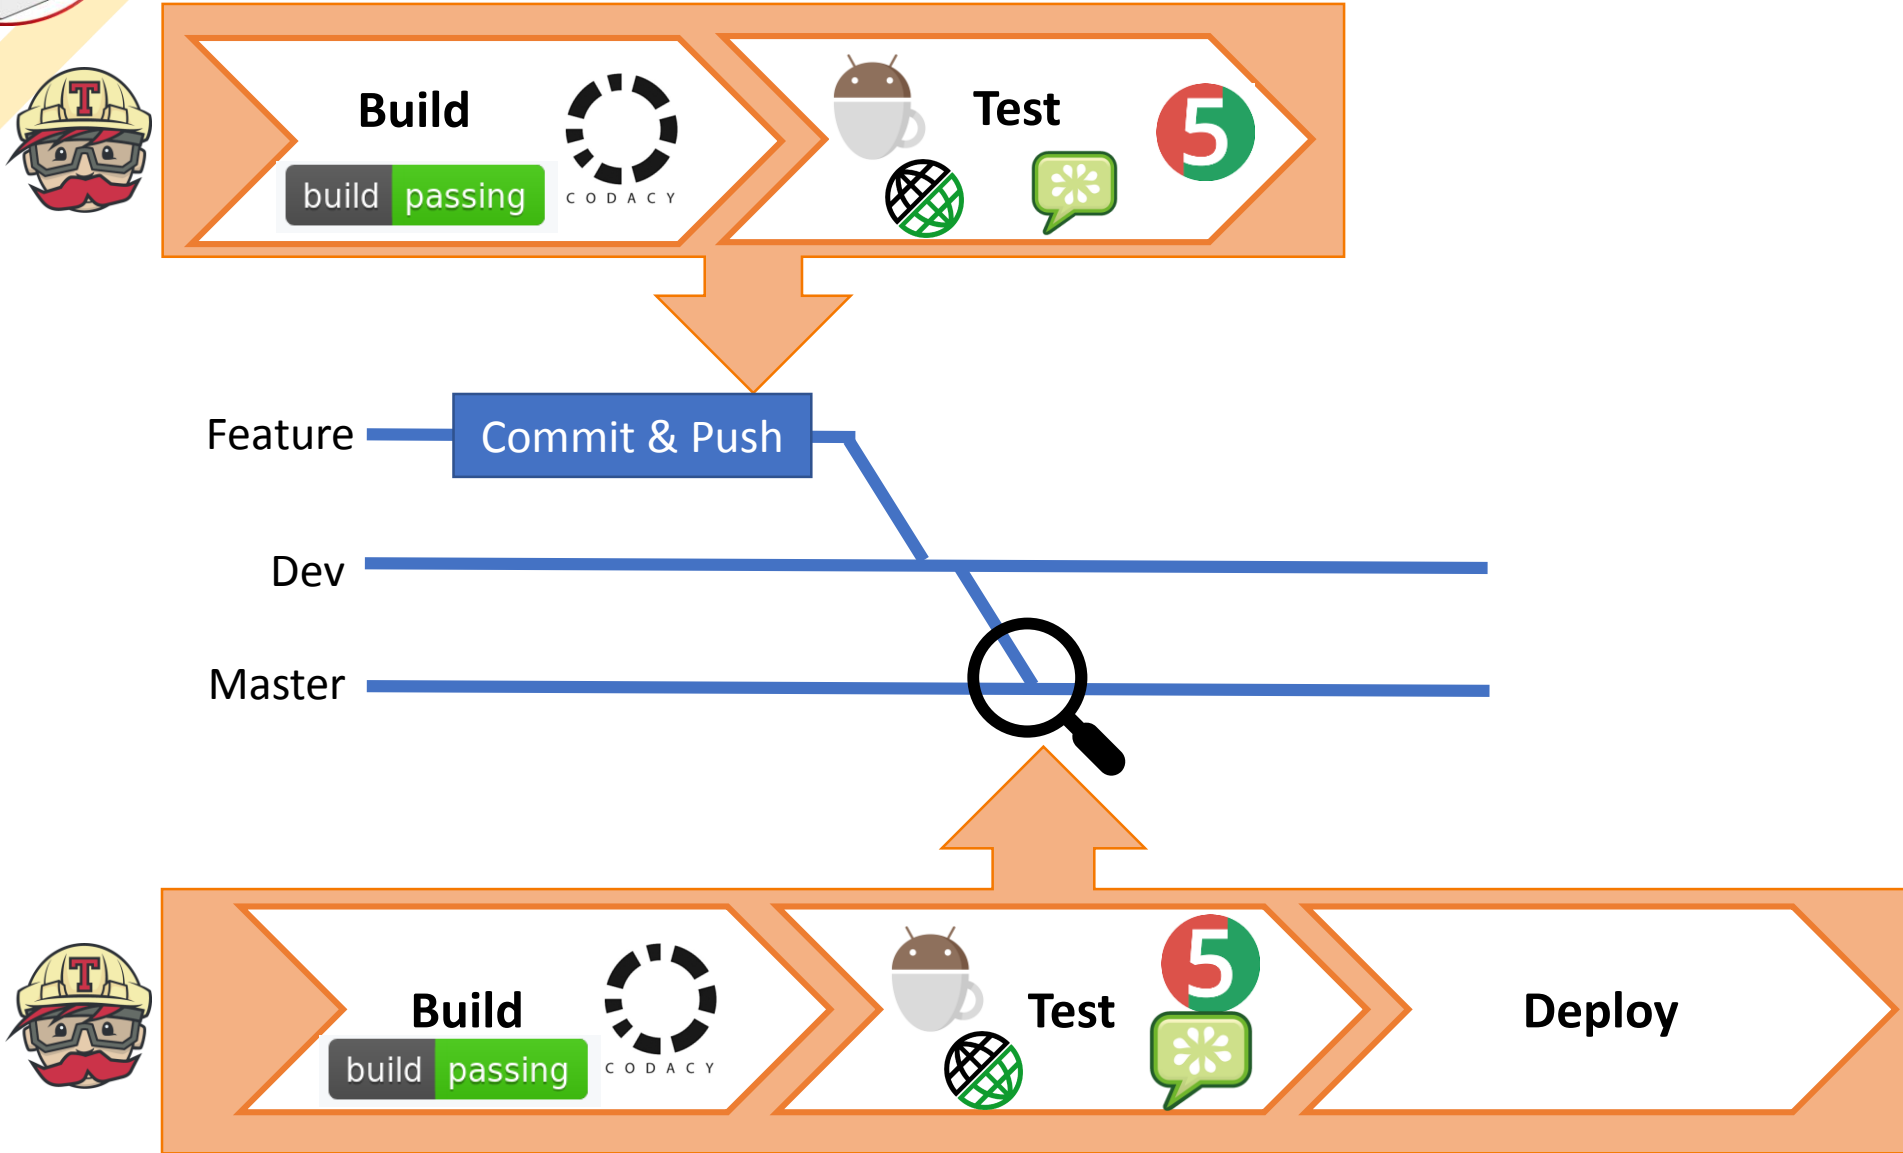 T
Build
build passing
CODACY
Test
5
Feature
Commit & Push
Dev
Master
T
Build
build passing
CODACY
Test
5
Deploy